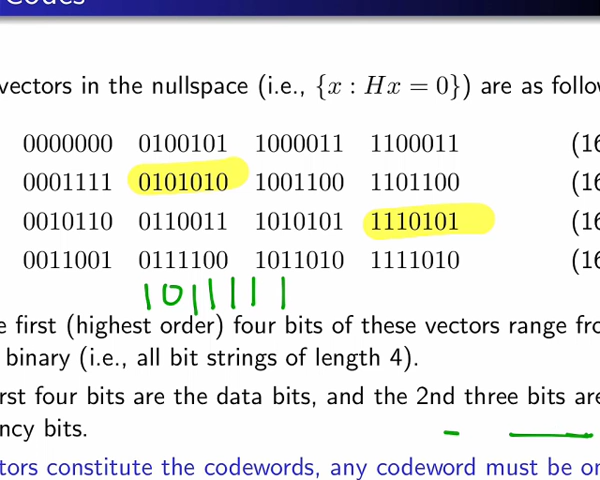 Codes
vectors in the nullspace (i.e., {x : Hx = 0}) are as follow
0000000 0100101 1000011 1100011 (16
0001111 0101010 1001100 1101100 (16
0010110 0110011 1010101 1110101 (16
0011001 0111100 1011010 1111010 (16
1011111
e first (highest order) four bits of these vectors range fro
binary (i.e., all bit strings of length 4).
rst four bits are the data bits, and the 2nd three bits are
ncy bits.
tors constitute the codewords, any codeword must be on